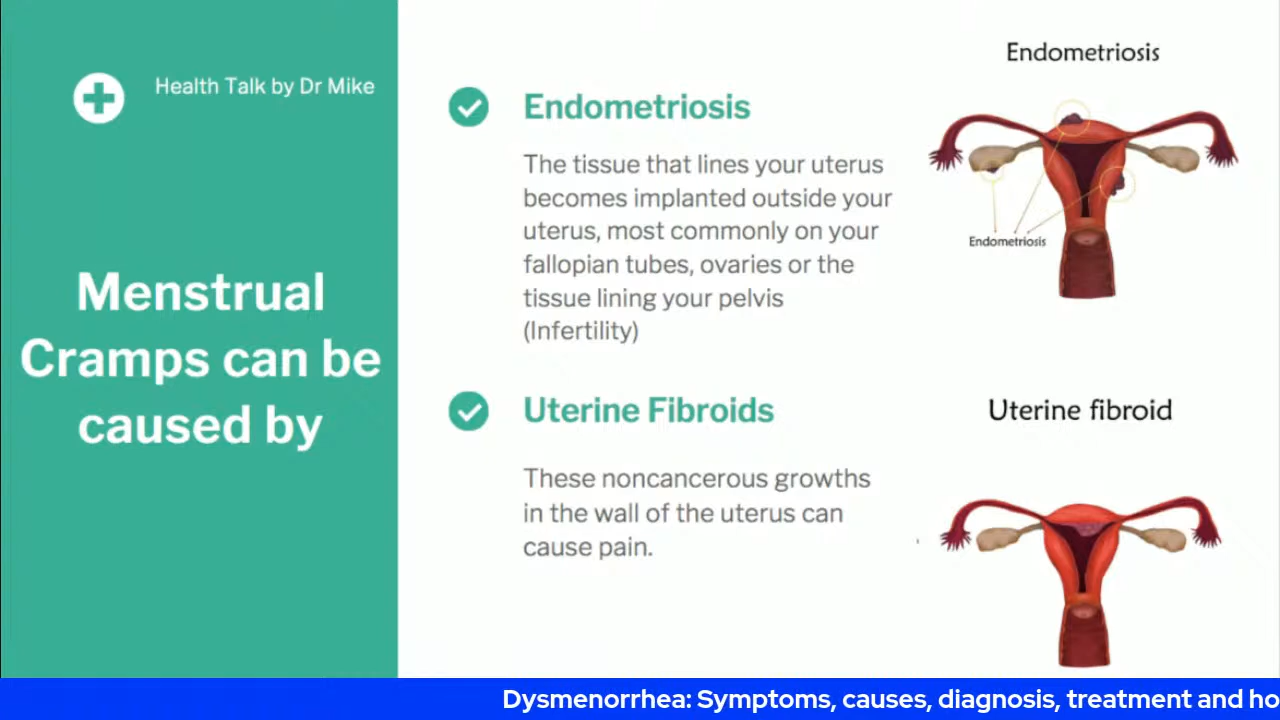 Health Talk by Dr Mike
Menstrual
Cramps can be
caused by
Endometriosis
The tissue that lines your uterus
becomes implanted outside your
uterus, most commonly on your
fallopian tubes, ovaries or the
tissue lining your pelvis
(Infertility)
Uterine Fibroids
These noncancerous growths
in the wall of the uterus can
cause pain.
Endometriosis
Endometriosis
Uterine fibroid
Dysmenorrhea: Symptoms, causes, diagnosis, treatment and ho